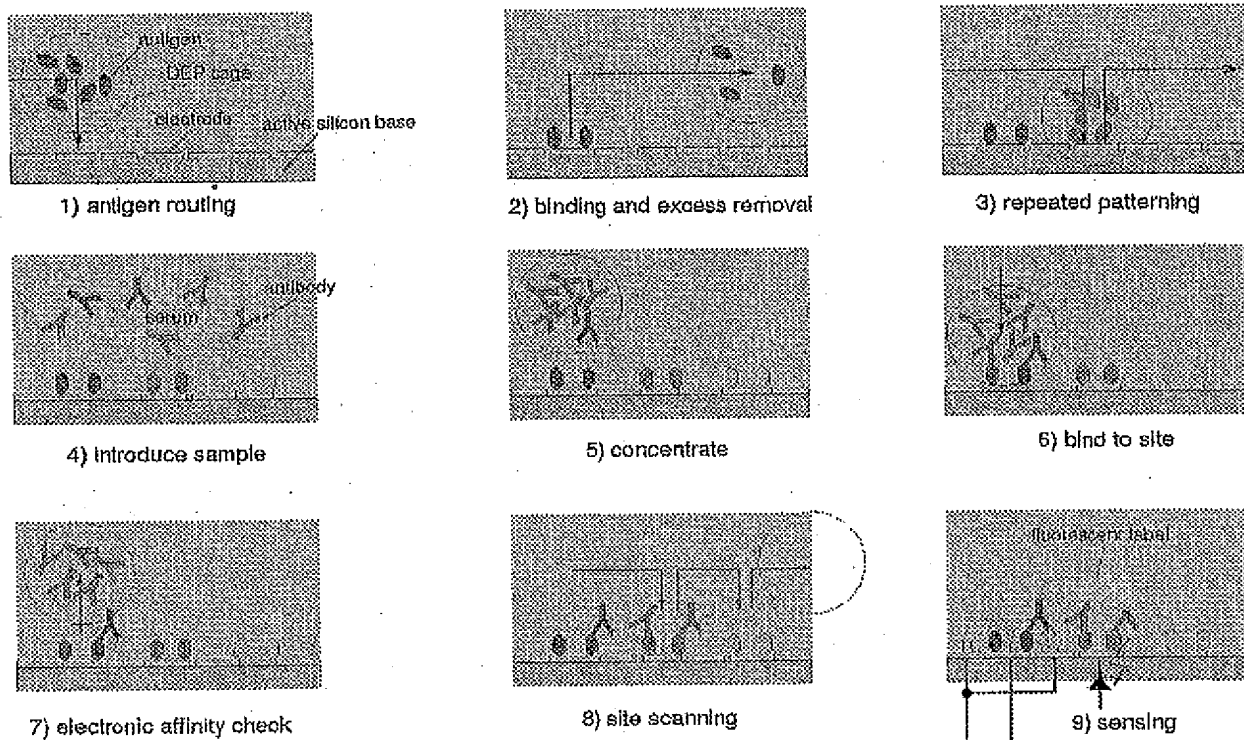 antigen
DEP cage
electrode
active silicon base
1) antigen routing
2) binding and excess removal
3) repeated patterning
antibody
serum
4) introduce sample
5) concentrate
6) bind to site
7) electronic affinity check
8) site scanning
fluorescent label
9) sensing